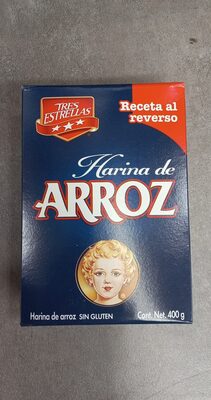 TRES
ESTRELLAS
Receta al
reverso
Harina de
ARROZ
Harina de arroz SIN GLUTEN
Cont. Net. 400 g